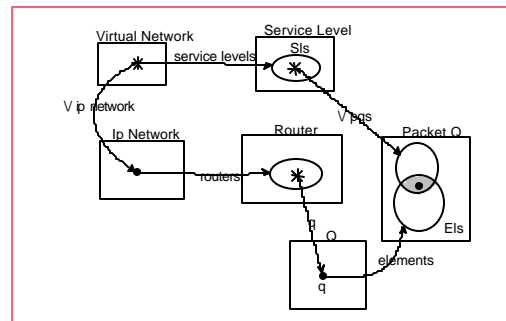 Virtual Network
Service Level
Sls
service levels
\/ ip network
\/ pqs
Ip Network
Router
Packet Q
routers
q
Els
Q
elements
q